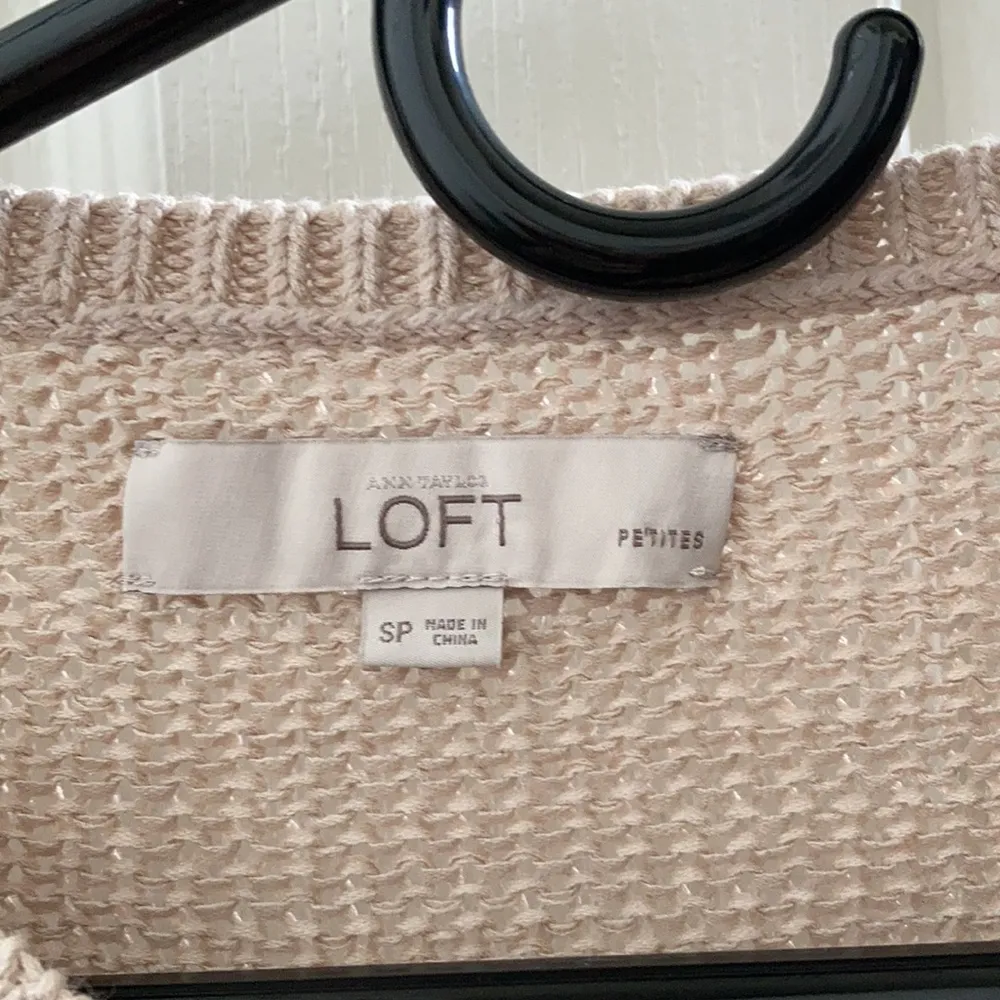 ANN TAYLOR
LOFT
PETITES
SP MADE IN
CHINA